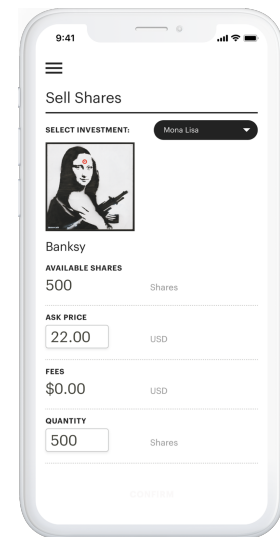 9:41
Sell Shares
SELECT INVESTMENT: Mona Lisa
Banksy
AVAILABLE SHARES
500 Shares
ASK PRICE
22.00 USD
FEES
$0.00 USD
QUANTITY
500 Shares